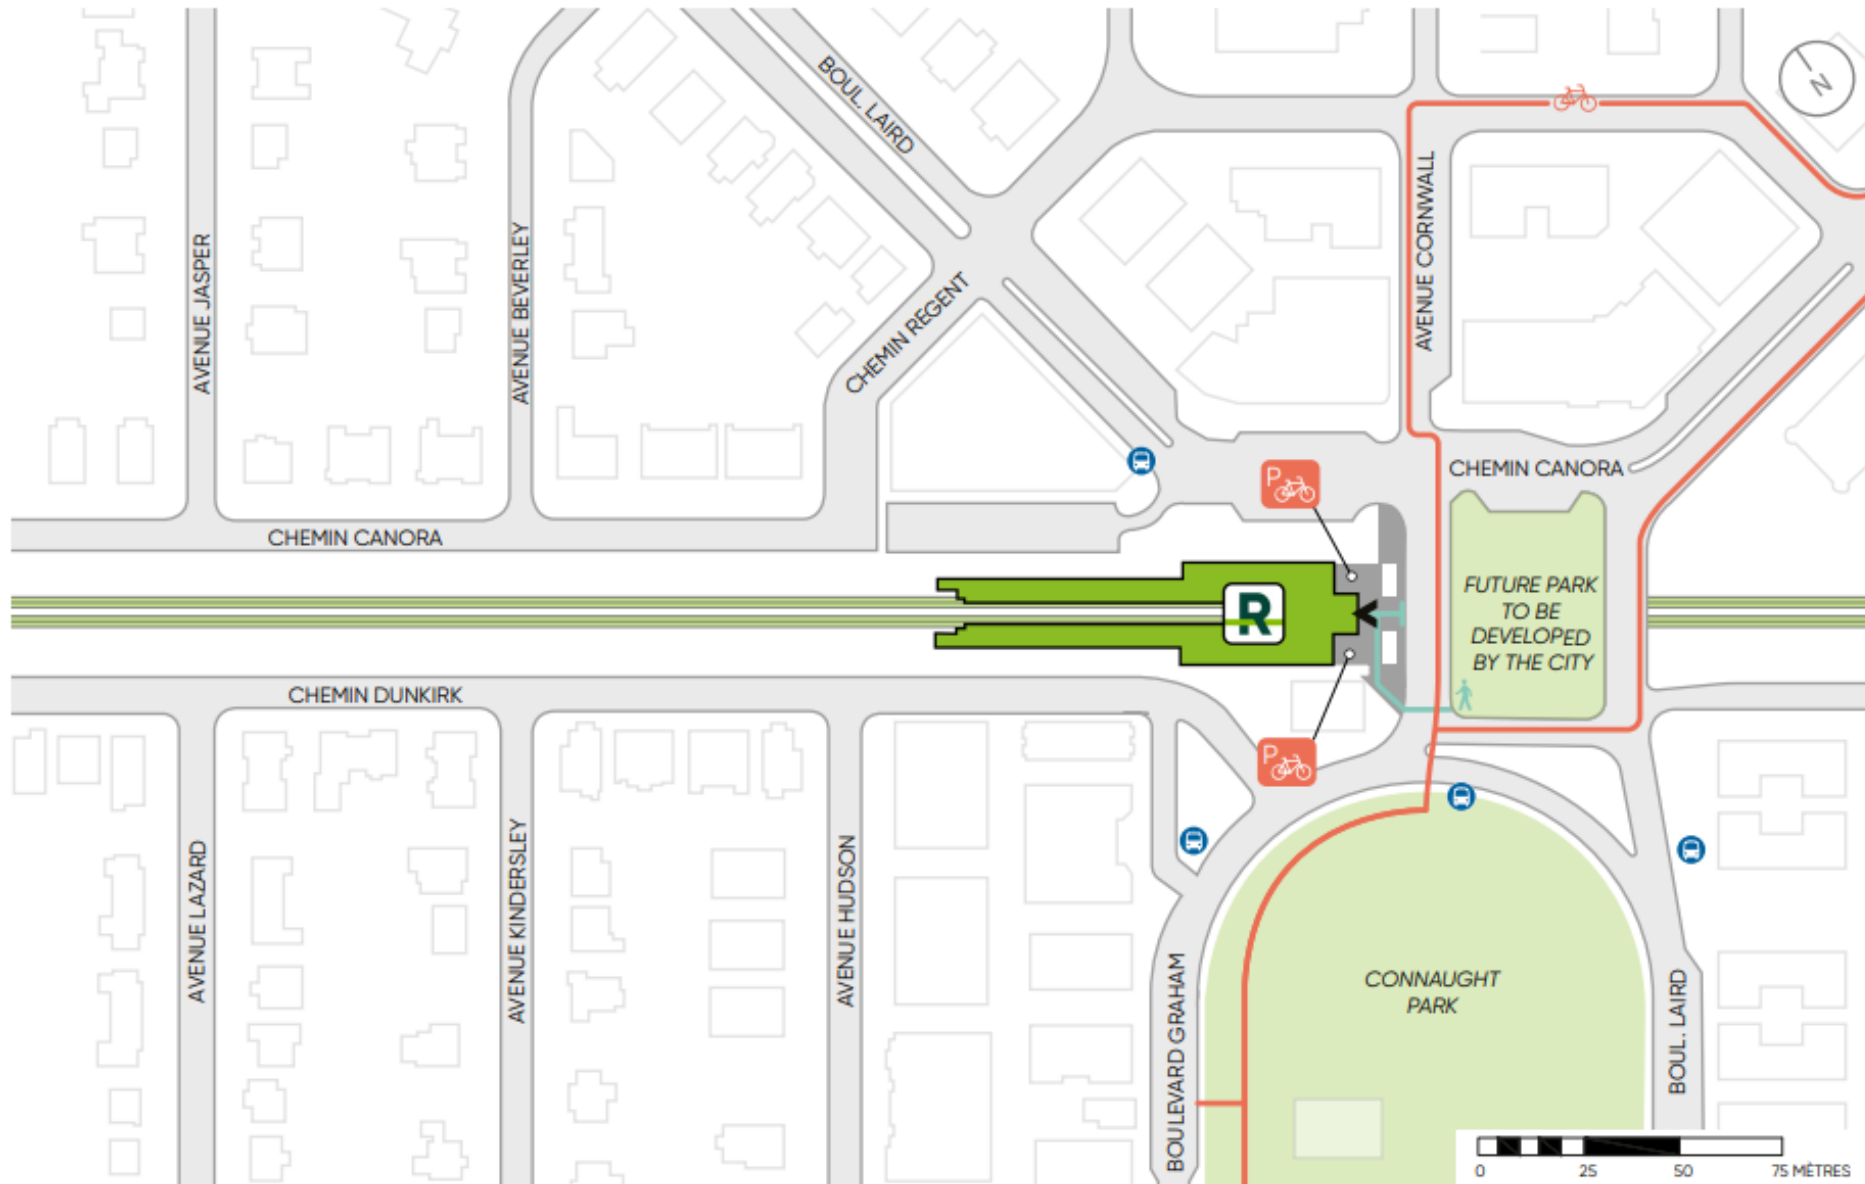 N
BOUL. LAIRD
AVENUE CORNWALL
AVENUE JASPER
AVENUE BEVERLEY
CHEMIN REGENT
P
CHEMIN CANORA
CHEMIN CANORA
R
FUTURE PARK
TO BE
DEVELOPED
BY THE CITY
CHEMIN DUNKIRK
P
AVENUE LAZARD
AVENUE KINDERSLEY
AVENUE HUDSON
BOULEVARD GRAHAM
CONNAUGHT
PARK
BOUL. LAIRD
0 25 50 75 MÈTRES